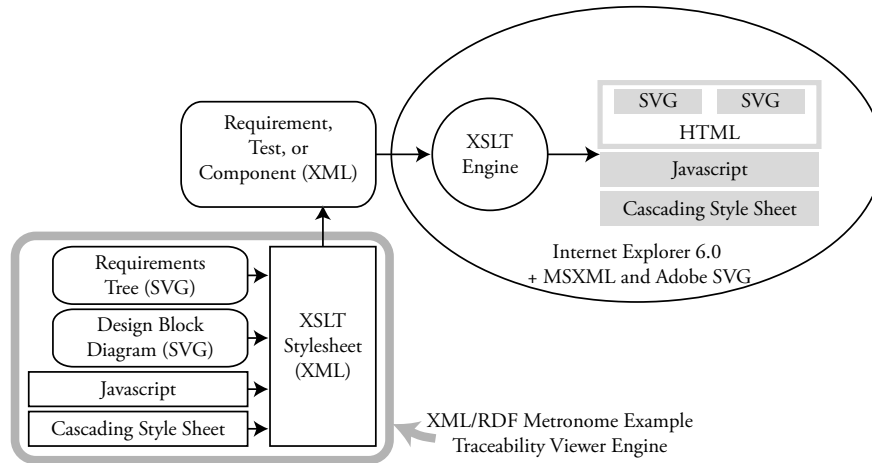 SVG
SVG
HTML
Requirement,
Test, or
Component (XML)
XSLT
Engine
Javascript
Cascading Style Sheet
Internet Explorer 6.0
+ MSXML and Adobe SVG
Requirements
Tree (SVG)
Design Block
Diagram (SVG)
Javascript
Cascading Style Sheet
XSLT
Stylesheet
(XML)
XML/RDF Metronome Example
Traceability Viewer Engine